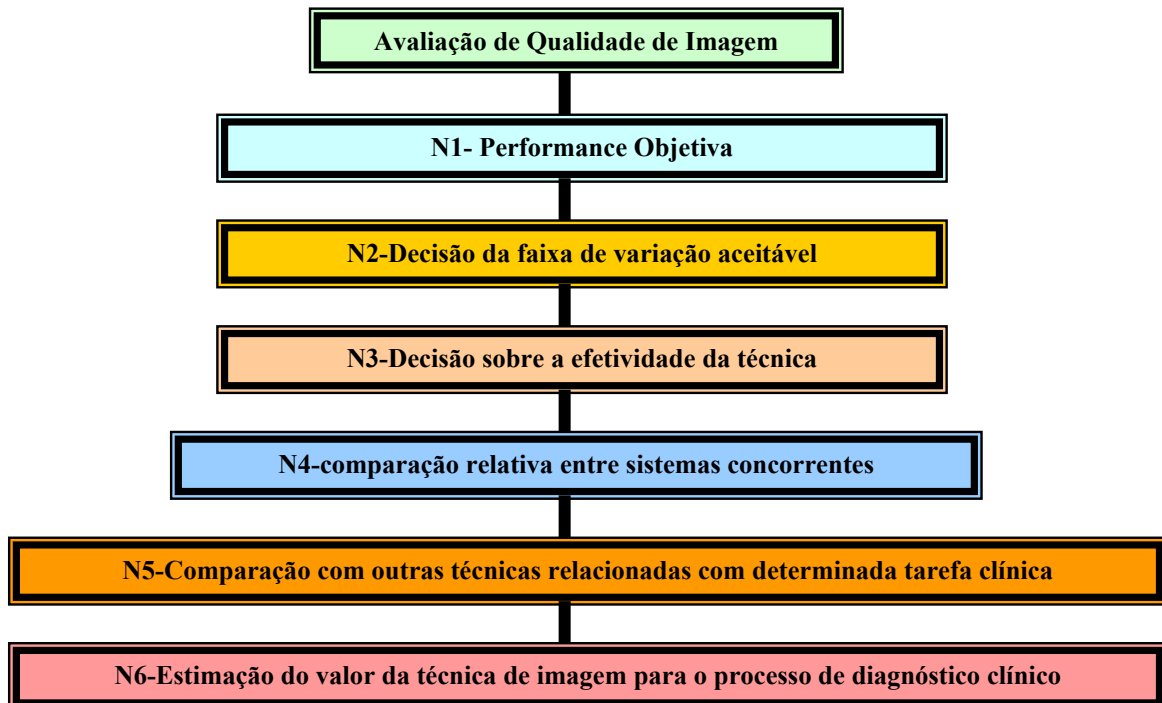 Avaliação de Qualidade de Imagem
N1- Performance Objetiva
N2-Decisão da faixa de variação aceitável
N3-Decisão sobre a efetividade da técnica
N4-comparação relativa entre sistemas concorrentes
N5-Comparação com outras técnicas relacionadas com determinada tarefa clínica
N6-Estimação do valor da técnica de imagem para o processo de diagnóstico clínico